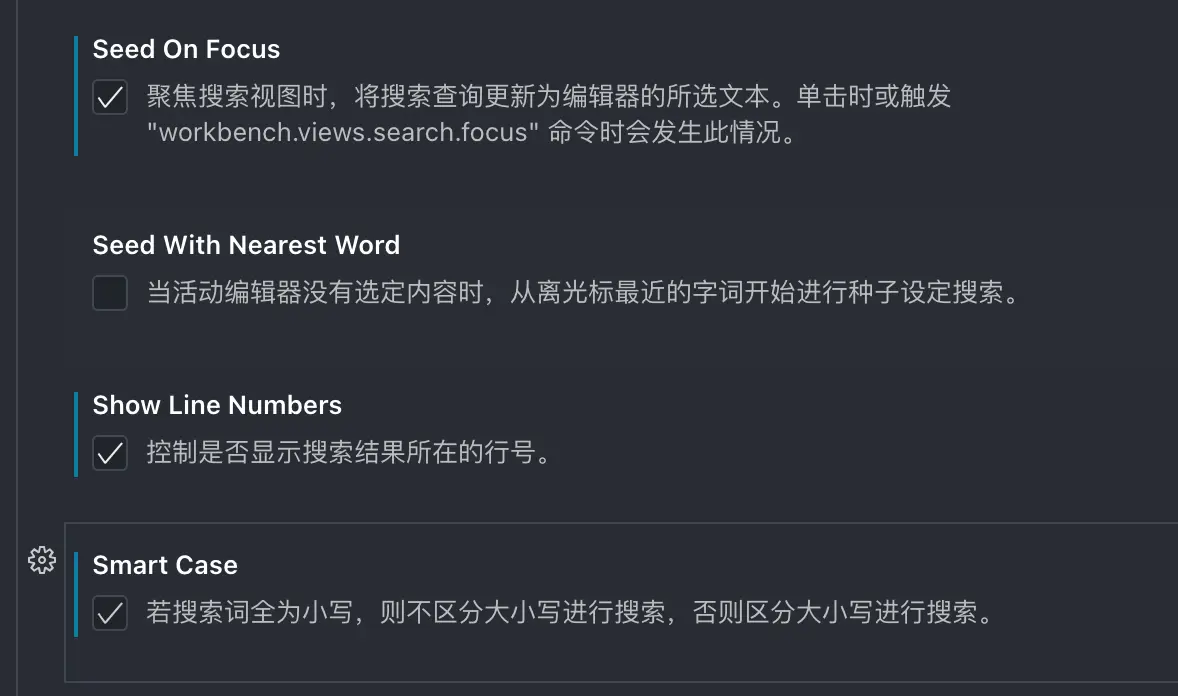 Seed On Focus
聚焦搜索视图时，将搜索查询更新为编辑器的所选文本。单击时或触发
"workbench.views.search.focus" 命令时会发生此情况。
Seed With Nearest Word
当活动编辑器没有选定内容时，从离光标最近的字词开始进行种子设定搜索。
Show Line Numbers
控制是否显示搜索结果所在的行号。
Smart Case
若搜索词全为小写，则不区分大小写进行搜索，否则区分大小写进行搜索。